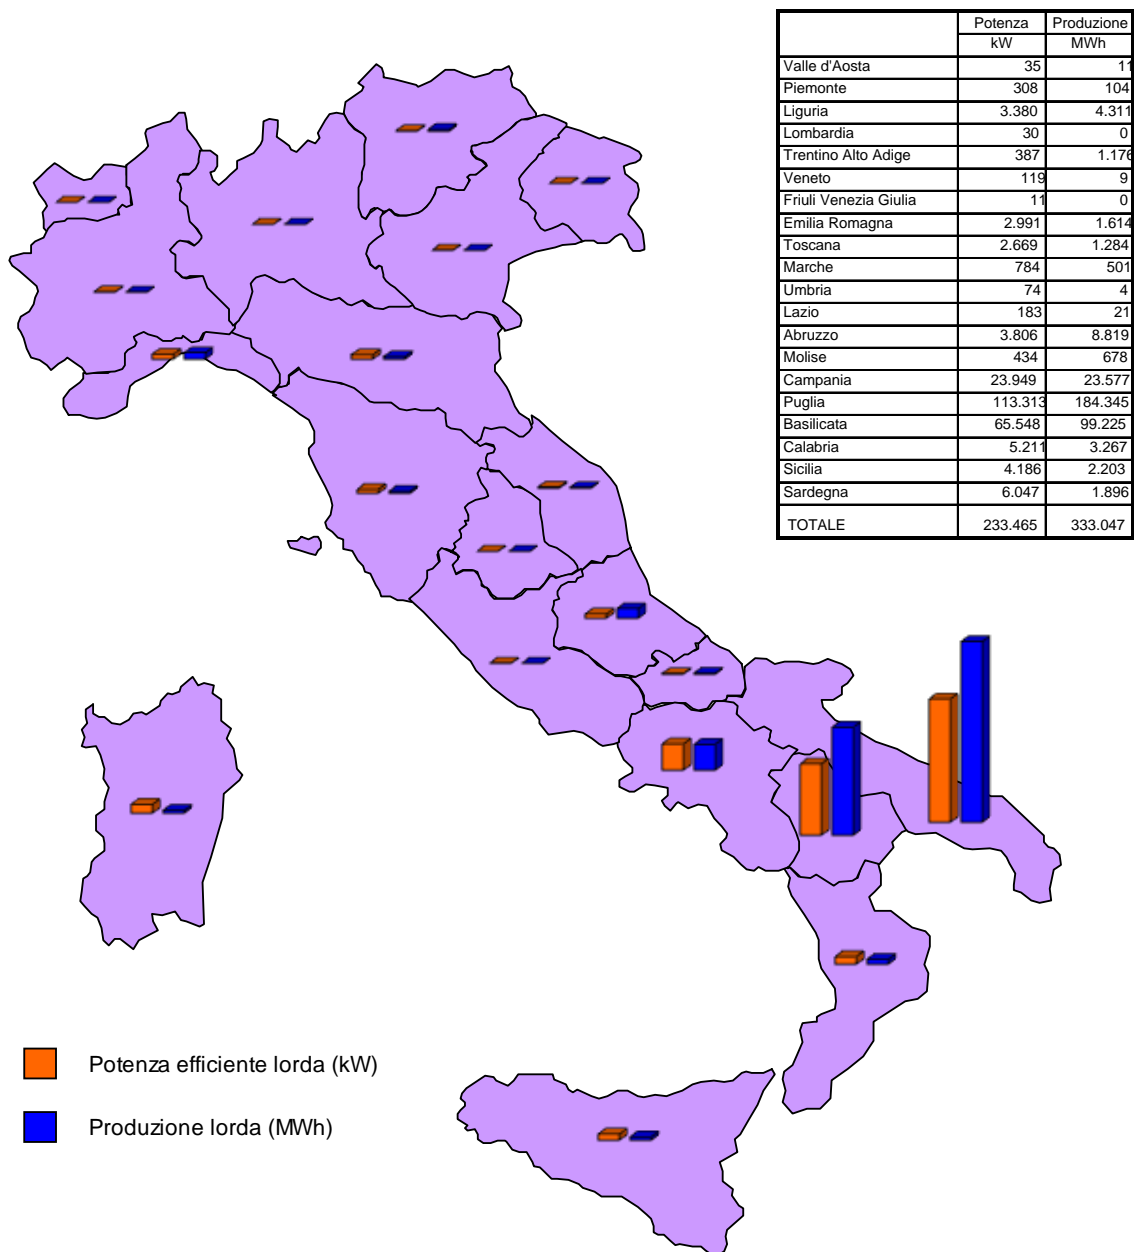 Potenza Produzione
kW MWh
Valle d'Aosta 35 11
Piemonte 308 104
Liguria 3.380 4.311
Lombardia 30 0
Trentino Alto Adige 387 1.176
Veneto 119 9
Friuli Venezia Giulia 11 0
Emilia Romagna 2.991 1.614
Toscana 2.669 1.284
Marche 784 501
Umbria 74 4
Lazio 183 21
Abruzzo 3.806 8.819
Molise 434 678
Campania 23.949 23.577
Puglia 113.313 184.345
Basilicata 65.548 99.225
Calabria 5.211 3.267
Sicilia 4.186 2.203
Sardegna 6.047 1.896
TOTALE 233.465 333.047
Potenza efficiente lorda (kW)
Produzione lorda (MWh)